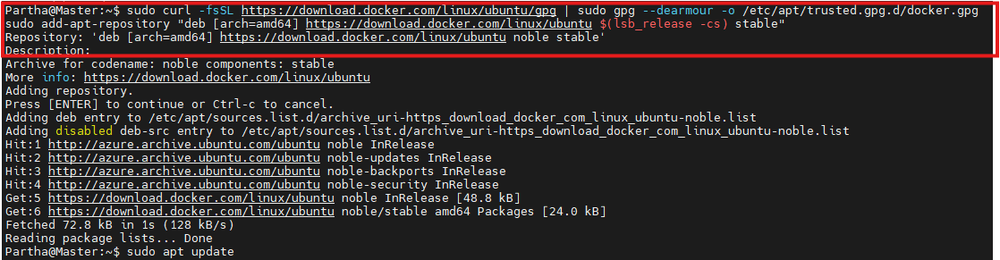 Partha@Master:~$ sudo curl -fsSL https://download.docker.com/linux/ubuntu/gpg | sudo gpg --dearmour -o /etc/apt/trusted.gpg.d/docker.gpg
sudo add-apt-repository "deb [arch=amd64] https://download.docker.com/linux/ubuntu $(lsb_release -cs) stable"
Repository: 'deb [arch=amd64] https://download.docker.com/linux/ubuntu noble stable'
Description:
Archive for codename: noble components: stable
More info: https://download.docker.com/linux/ubuntu
Adding repository.
Press [ENTER] to continue or Ctrl-c to cancel.
Adding deb entry to /etc/apt/sources.list.d/archive_uri-https_download_docker_com_linux_ubuntu-noble.list
Adding disabled deb-src entry to /etc/apt/sources.list.d/archive_uri-https_download_docker_com_linux_ubuntu-noble.list
Hit:1 http://azure.archive.ubuntu.com/ubuntu noble InRelease
Hit:2 http://azure.archive.ubuntu.com/ubuntu noble-updates InRelease
Hit:3 http://azure.archive.ubuntu.com/ubuntu noble-backports InRelease
Hit:4 http://azure.archive.ubuntu.com/ubuntu noble-security InRelease
Get:5 https://download.docker.com/linux/ubuntu noble InRelease [48.8 kB]
Get:6 https://download.docker.com/linux/ubuntu noble/stable amd64 Packages [24.0 kB]
Fetched 72.8 kB in 1s (128 kB/s)
Reading package lists... Done
Partha@Master:~$ sudo apt update